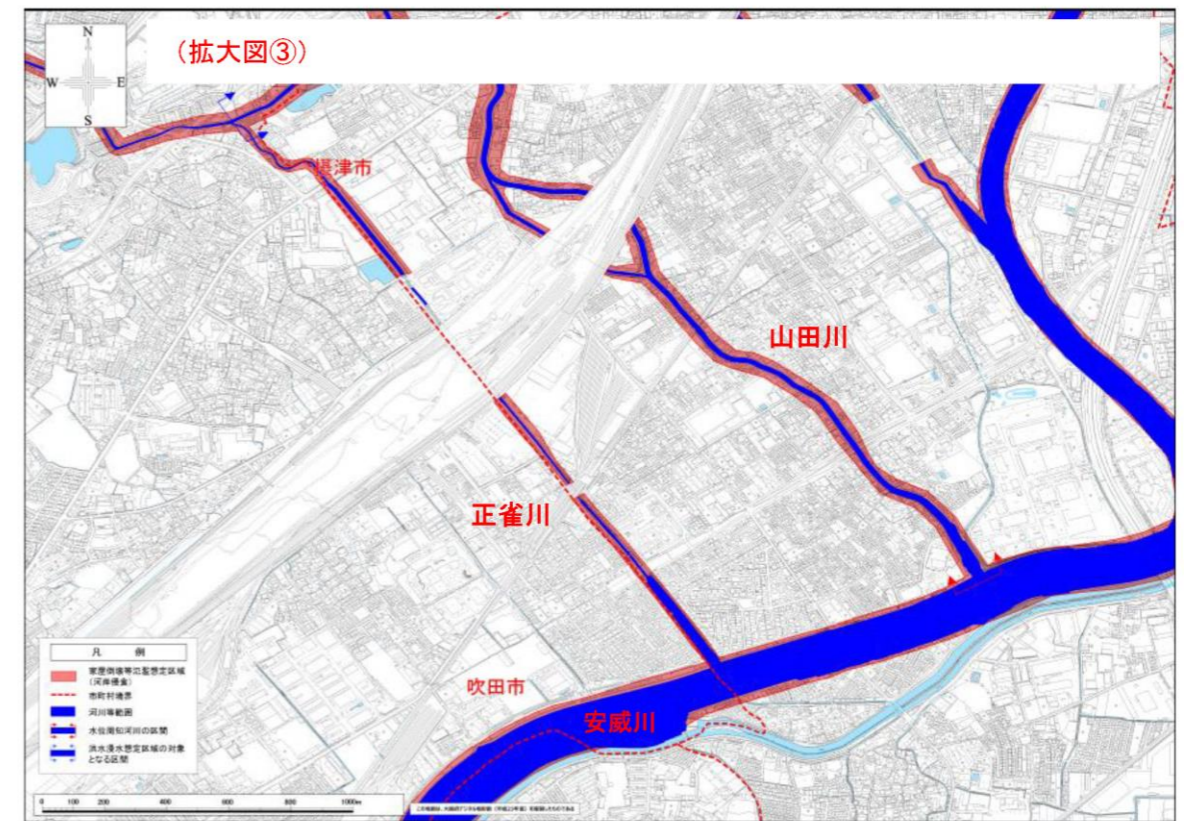 (拡大図③)
N
W E
S
摂津市
山田川
正雀川
吹田市
安威川
凡 例
家屋倒壊等氾濫想定区域
(河岸侵食)
市町村境界
河川等範囲
水位周知河川の区間
洪水浸水想定区域の対象
となる区間
0 100 200 400 600 800 1000m